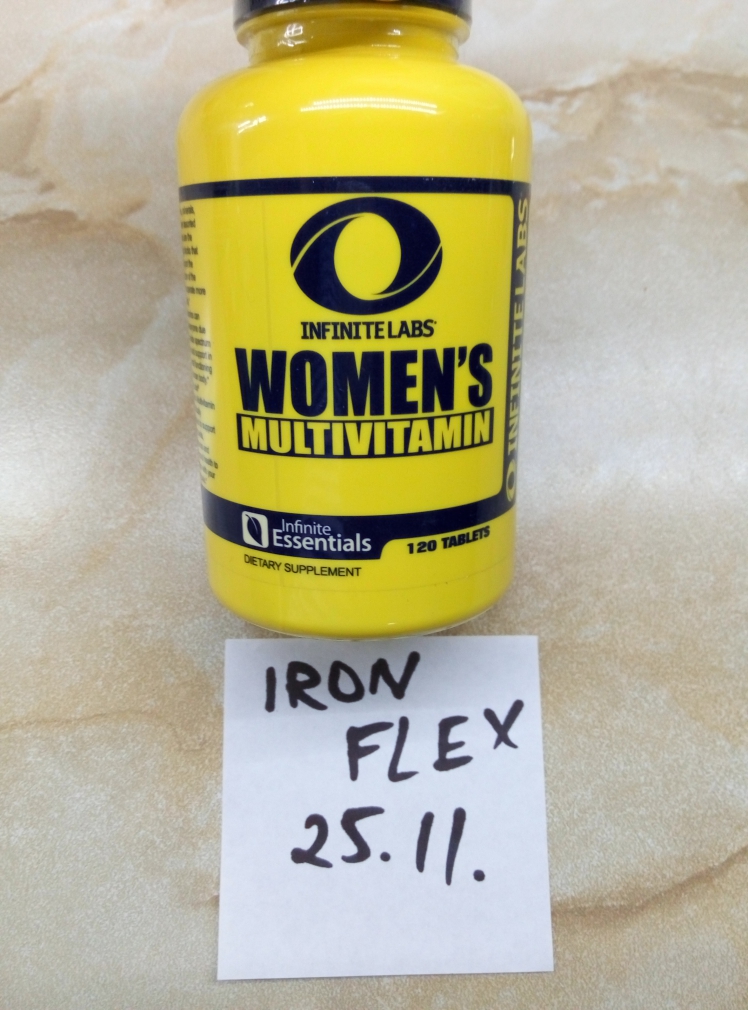 INFINITE LABS
WOMEN'S
MULTIVITAMIN
Infinite
Essentials
120 TABLETS
DIETARY SUPPLEMENT
INFINITE LABS
IRON
FLEX
25.11.